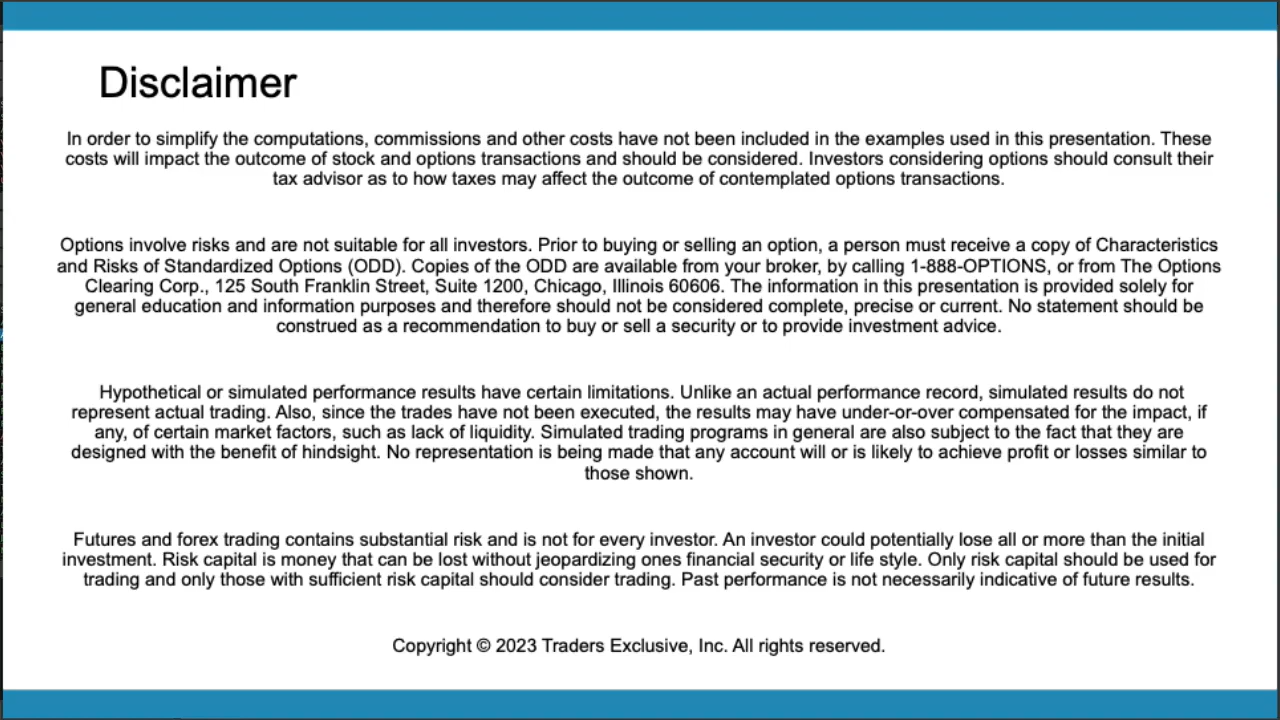 Disclaimer
In order to simplify the computations, commissions and other costs have not been included in the examples used in this presentation. These
costs will impact the outcome of stock and options transactions and should be considered. Investors considering options should consult their
tax advisor as to how taxes may affect the outcome of contemplated options transactions.
Options involve risks and are not suitable for all investors. Prior to buying or selling an option, a person must receive a copy of Characteristics
and Risks of Standardized Options (ODD). Copies of the ODD are available from your broker, by calling 1-888-OPTIONS, or from The Options
Clearing Corp., 125 South Franklin Street, Suite 1200, Chicago, Illinois 60606. The information in this presentation is provided solely for
general education and information purposes and therefore should not be considered complete, precise or current. No statement should be
construed as a recommendation to buy or sell a security or to provide investment advice.
Hypothetical or simulated performance results have certain limitations. Unlike an actual performance record, simulated results do not
represent actual trading. Also, since the trades have not been executed, the results may have under-or-over compensated for the impact, if
any, of certain market factors, such as lack of liquidity. Simulated trading programs in general are also subject to the fact that they are
designed with the benefit of hindsight. No representation is being made that any account will or is likely to achieve profit or losses similar to
those shown.
Futures and forex trading contains substantial risk and is not for every investor. An investor could potentially lose all or more than the initial
investment. Risk capital is money that can be lost without jeopardizing ones financial security or life style. Only risk capital should be used for
trading and only those with sufficient risk capital should consider trading. Past performance is not necessarily indicative of future results.
Copyright © 2023 Traders Exclusive, Inc. All rights reserved.